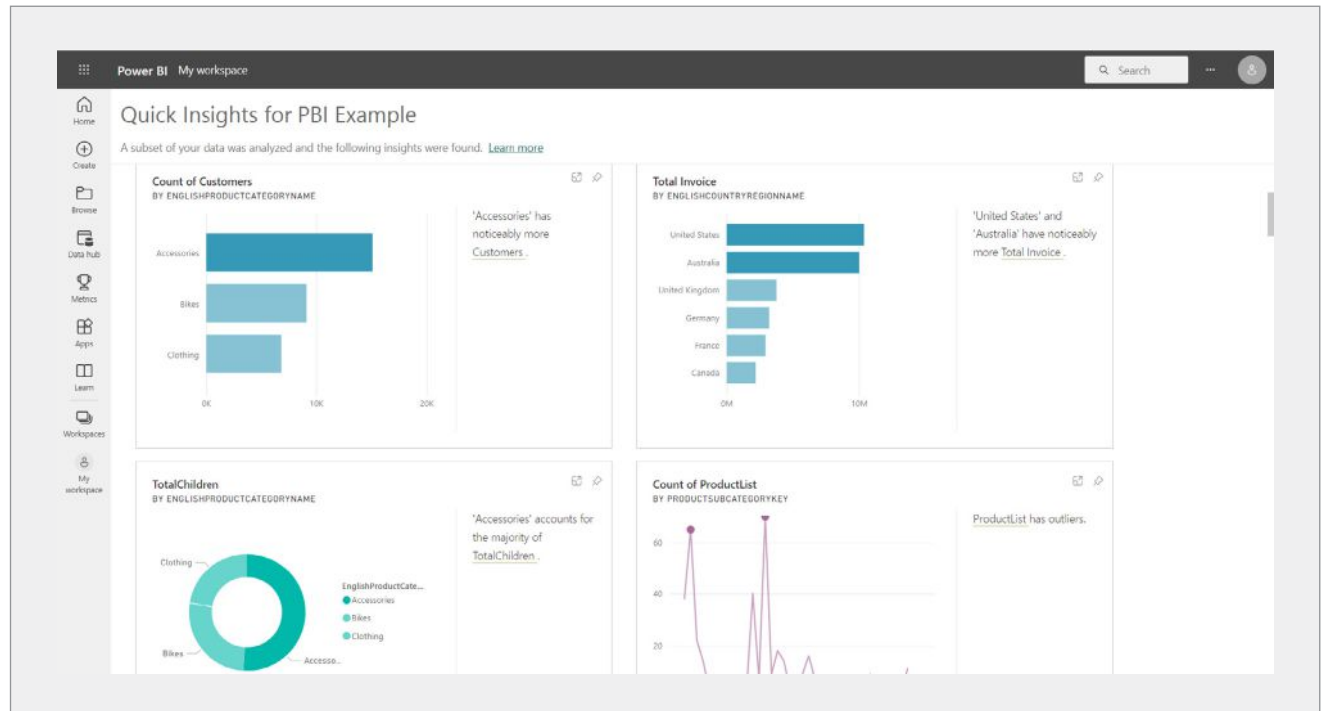 Power BI My workspace
Search
Home
Create
Browse
Data hub
Metrics
Apps
Learn
Workspaces
My
workspace
Quick Insights for PBI Example
A subset of your data was analyzed and the following insights were found. Learn more
Count of Customers
BY ENGLISHPRODUCTCATEGORYNAME
Accessories
Bikes
Clothing
0K 10K 20K
'Accessories' has
noticeably more
Customers .
Total Invoice
BY ENGLISHCOUNTRYREGIONNAME
United States
Australia
United Kingdom
Germany
France
Canada
0M 10M
'United States' and
'Australia' have noticeably
more Total Invoice .
TotalChildren
BY ENGLISHPRODUCTCATEGORYNAME
Clothing
Bikes
Accesso...
EnglishProductCate...
Accessories
Bikes
Clothing
'Accessories' accounts for
the majority of
TotalChildren .
Count of ProductList
BY PRODUCTSUBCATEGORYKEY
60
40
20
ProductList has outliers.